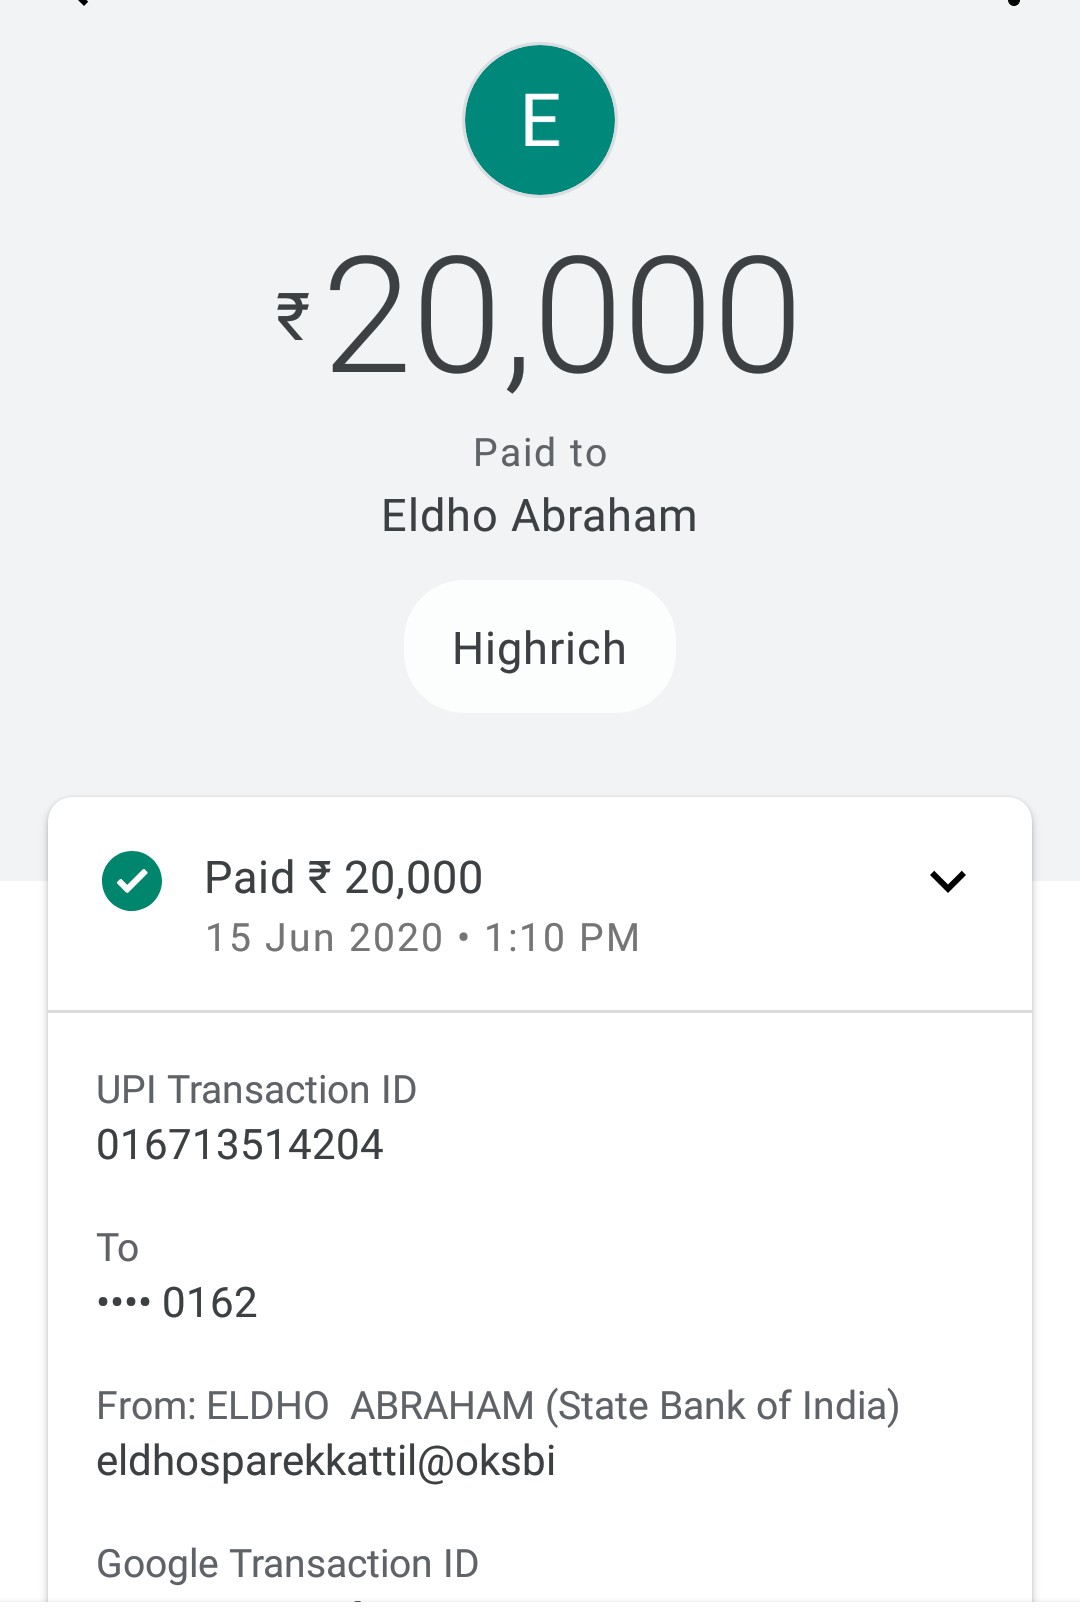 E
₹20,000
Paid to
Eldho Abraham
Highrich
Paid ₹ 20,000
15 Jun 2020 • 1:10 PM
UPI Transaction ID
016713514204
To
•••• 0162
From: ELDHO ABRAHAM (State Bank of India)
eldhosparekkattil@oksbi
Google Transaction ID